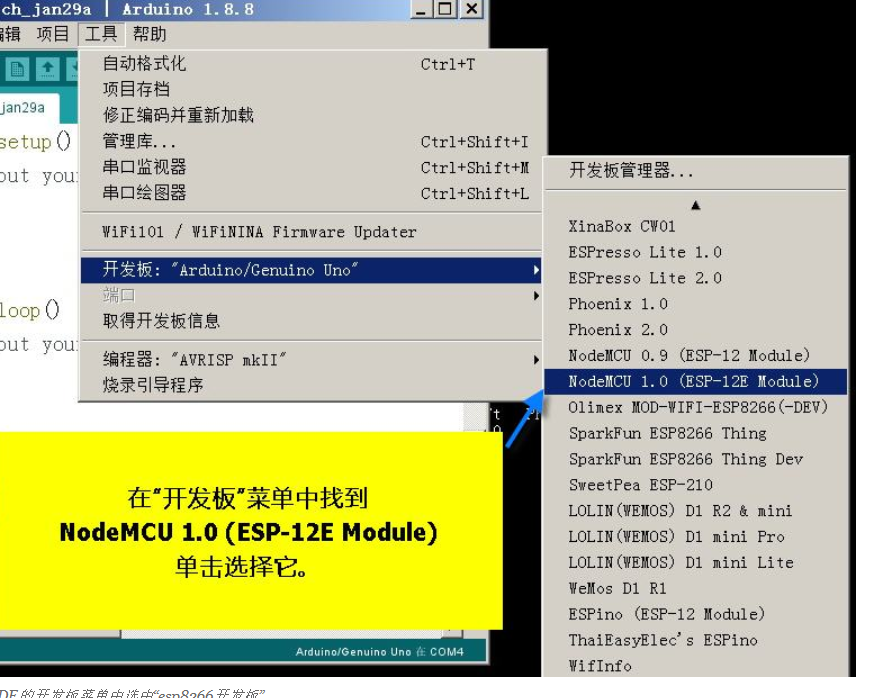 ch_jan29a | Arduino 1.8.8
编辑 项目 工具 帮助
自动格式化 Ctrl+T
项目存档
修正编码并重新加载
管理库... Ctrl+Shift+I
串口监视器 Ctrl+Shift+M
串口绘图器 Ctrl+Shift+L
WiFi101 / WiFiNINA Firmware Updater
开发板: "Arduino/Genuino Uno"
端口
取得开发板信息
编程器: "AVRISP mkII"
烧录引导程序
jan29a
setup()
out your
loop()
out your
开发板管理器...
XinaBox CW01
ESPresso Lite 1.0
ESPresso Lite 2.0
Phoenix 1.0
Phoenix 2.0
NodeMCU 0.9 (ESP-12 Module)
NodeMCU 1.0 (ESP-12E Module)
Olimex MOD-WIFI-ESP8266(-DEV)
SparkFun ESP8266 Thing
SparkFun ESP8266 Thing Dev
SweetPea ESP-210
LOLIN(WEMOS) D1 R2 & mini
LOLIN(WEMOS) D1 mini Pro
LOLIN(WEMOS) D1 mini Lite
WeMos D1 R1
ESPino (ESP-12 Module)
ThaiEasyElec's ESPino
WifInfo
在“开发板”菜单中找到
NodeMCU 1.0 (ESP-12E Module)
单击选择它。
Arduino/Genuino Uno 在 COM4
DE的开发板菜单中选中“esp8266开发板”